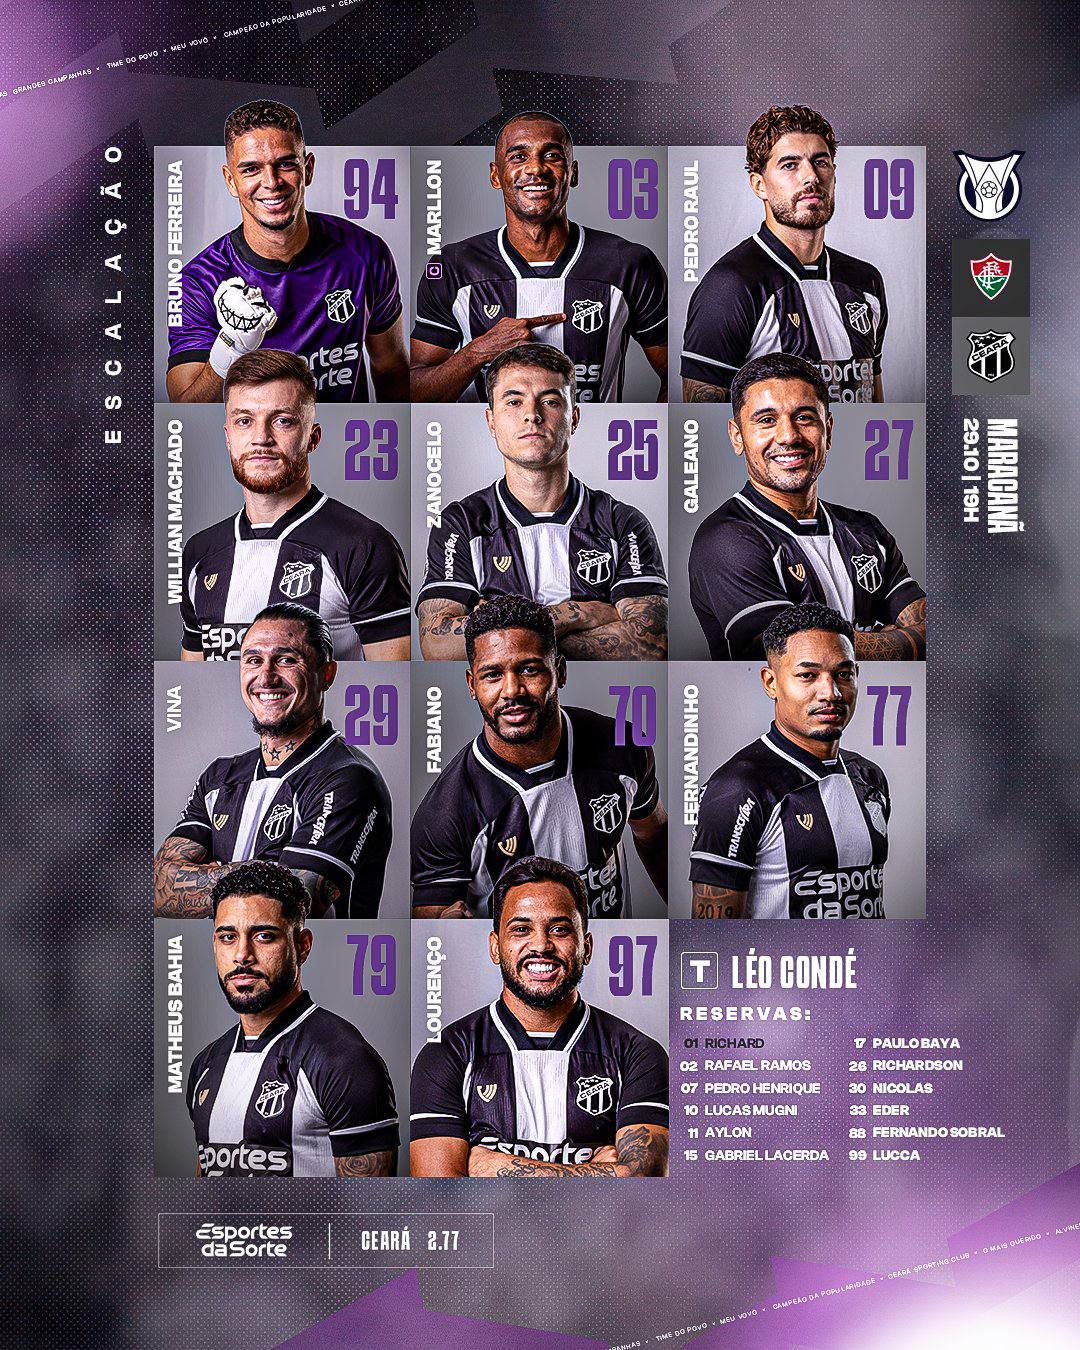 AS GRANDES CAMPANHAS × TIME DO POVO × MEU VOVÔ × CAMPEÃO DA POPULARIDADE ×
ESCALAÇÃO
BRUNO FERREIRA 94
C MARLLON 03
PEDRO RAUL 09
WILLIAN MACHADO 23
ZANOCELO 25
GALEANO 27
VINA 29
FABIANO 70
FERNANDINHO 77
MATHEUS BAHIA 79
LOURENÇO 97
MARACANÃ
29.10 | 19H
T LÉO CONDÉ
RESERVAS:
01 RICHARD
02 RAFAEL RAMOS
07 PEDRO HENRIQUE
10 LUCAS MUGNI
11 AYLON
15 GABRIEL LACERDA
17 PAULO BAYA
26 RICHARDSON
30 NICOLAS
33 EDER
88 FERNANDO SOBRAL
99 LUCCA
Esportes
da Sorte
CEARÁ 2.77
TIME DO POVO × MEU VOVÔ × CAMPEÃO DA POPULARIDADE × CEARÁ SPORTING CLUB × O MAIS QUERIDO ×